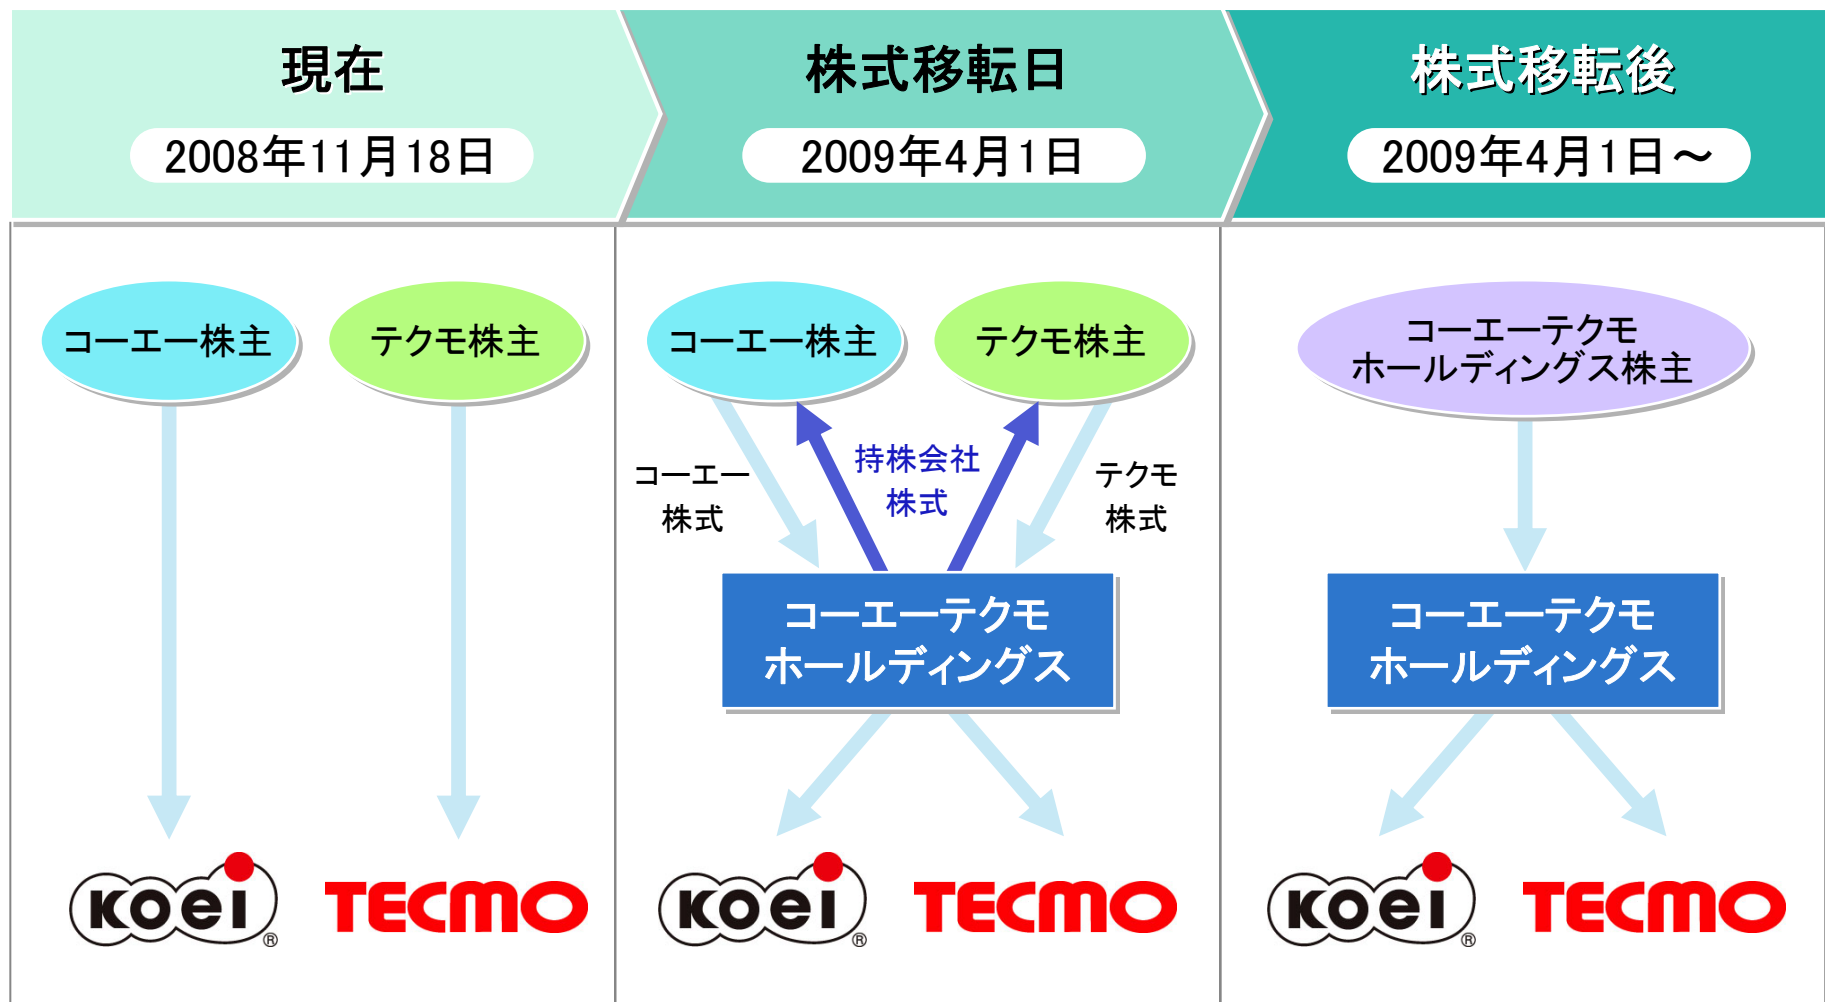 現在
2008年11月18日
株式移転日
2009年4月1日
株式移転後
2009年4月1日～
コーエー株主
テクモ株主
KOEI
®
TECMO
コーエー株主
テクモ株主
コーエー
株式
持株会社
株式
テクモ
株式
コーエーテクモ
ホールディングス
KOEI
®
TECMO
コーエーテクモ
ホールディングス株主
コーエーテクモ
ホールディングス
KOEI
®
TECMO